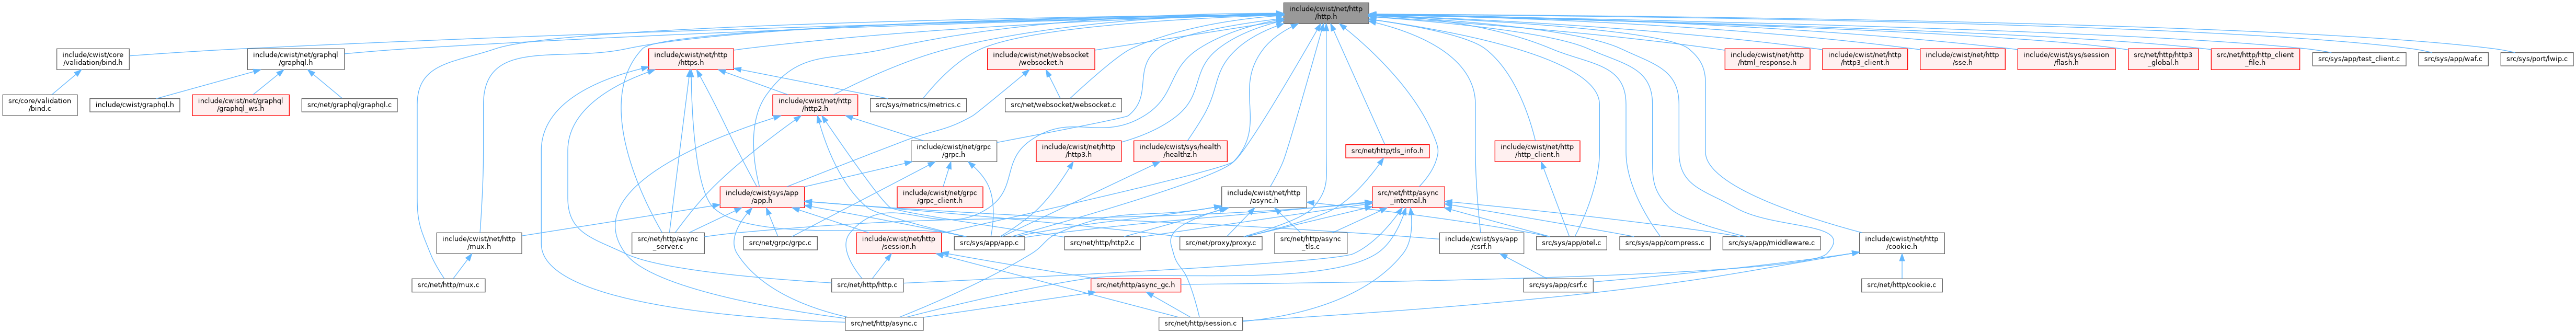 include/cwist/net/http
/http.h
include/cwist/core
/validation/bind.h
include/cwist/net/graphql
/graphql.h
include/cwist/net/http
/https.h
include/cwist/net/websocket
/websocket.h
include/cwist/net/http
/html_response.h
include/cwist/net/http
/http3_client.h
include/cwist/net/http
/sse.h
include/cwist/sys/session
/flash.h
src/net/http/http3
_global.h
src/net/http/http_client
_file.h
src/sys/app/test_client.c
src/sys/app/waf.c
src/sys/port/lwip.c
src/core/validation
/bind.c
include/cwist/graphql.h
include/cwist/net/graphql
/graphql_ws.h
src/net/graphql/graphql.c
include/cwist/net/http
/http2.h
src/sys/metrics/metrics.c
src/net/websocket/websocket.c
include/cwist/net/grpc
/grpc.h
include/cwist/net/http
/http3.h
include/cwist/sys/health
/healthz.h
src/net/http/tls_info.h
include/cwist/net/http
/http_client.h
include/cwist/sys/app
/app.h
include/cwist/net/grpc
/grpc_client.h
include/cwist/net/http
/async.h
src/net/http/async
_internal.h
include/cwist/net/http
/mux.h
src/net/http/async
_server.c
src/net/grpc/grpc.c
include/cwist/net/http
/session.h
src/sys/app/app.c
src/net/http/http2.c
src/net/proxy/proxy.c
src/net/http/async
_tls.c
include/cwist/sys/app
/csrf.h
src/sys/app/otel.c
src/sys/app/compress.c
src/sys/app/middleware.c
include/cwist/net/http
/cookie.h
src/net/http/mux.c
src/net/http/http.c
src/net/http/async_gc.h
src/sys/app/csrf.c
src/net/http/cookie.c
src/net/http/async.c
src/net/http/session.c